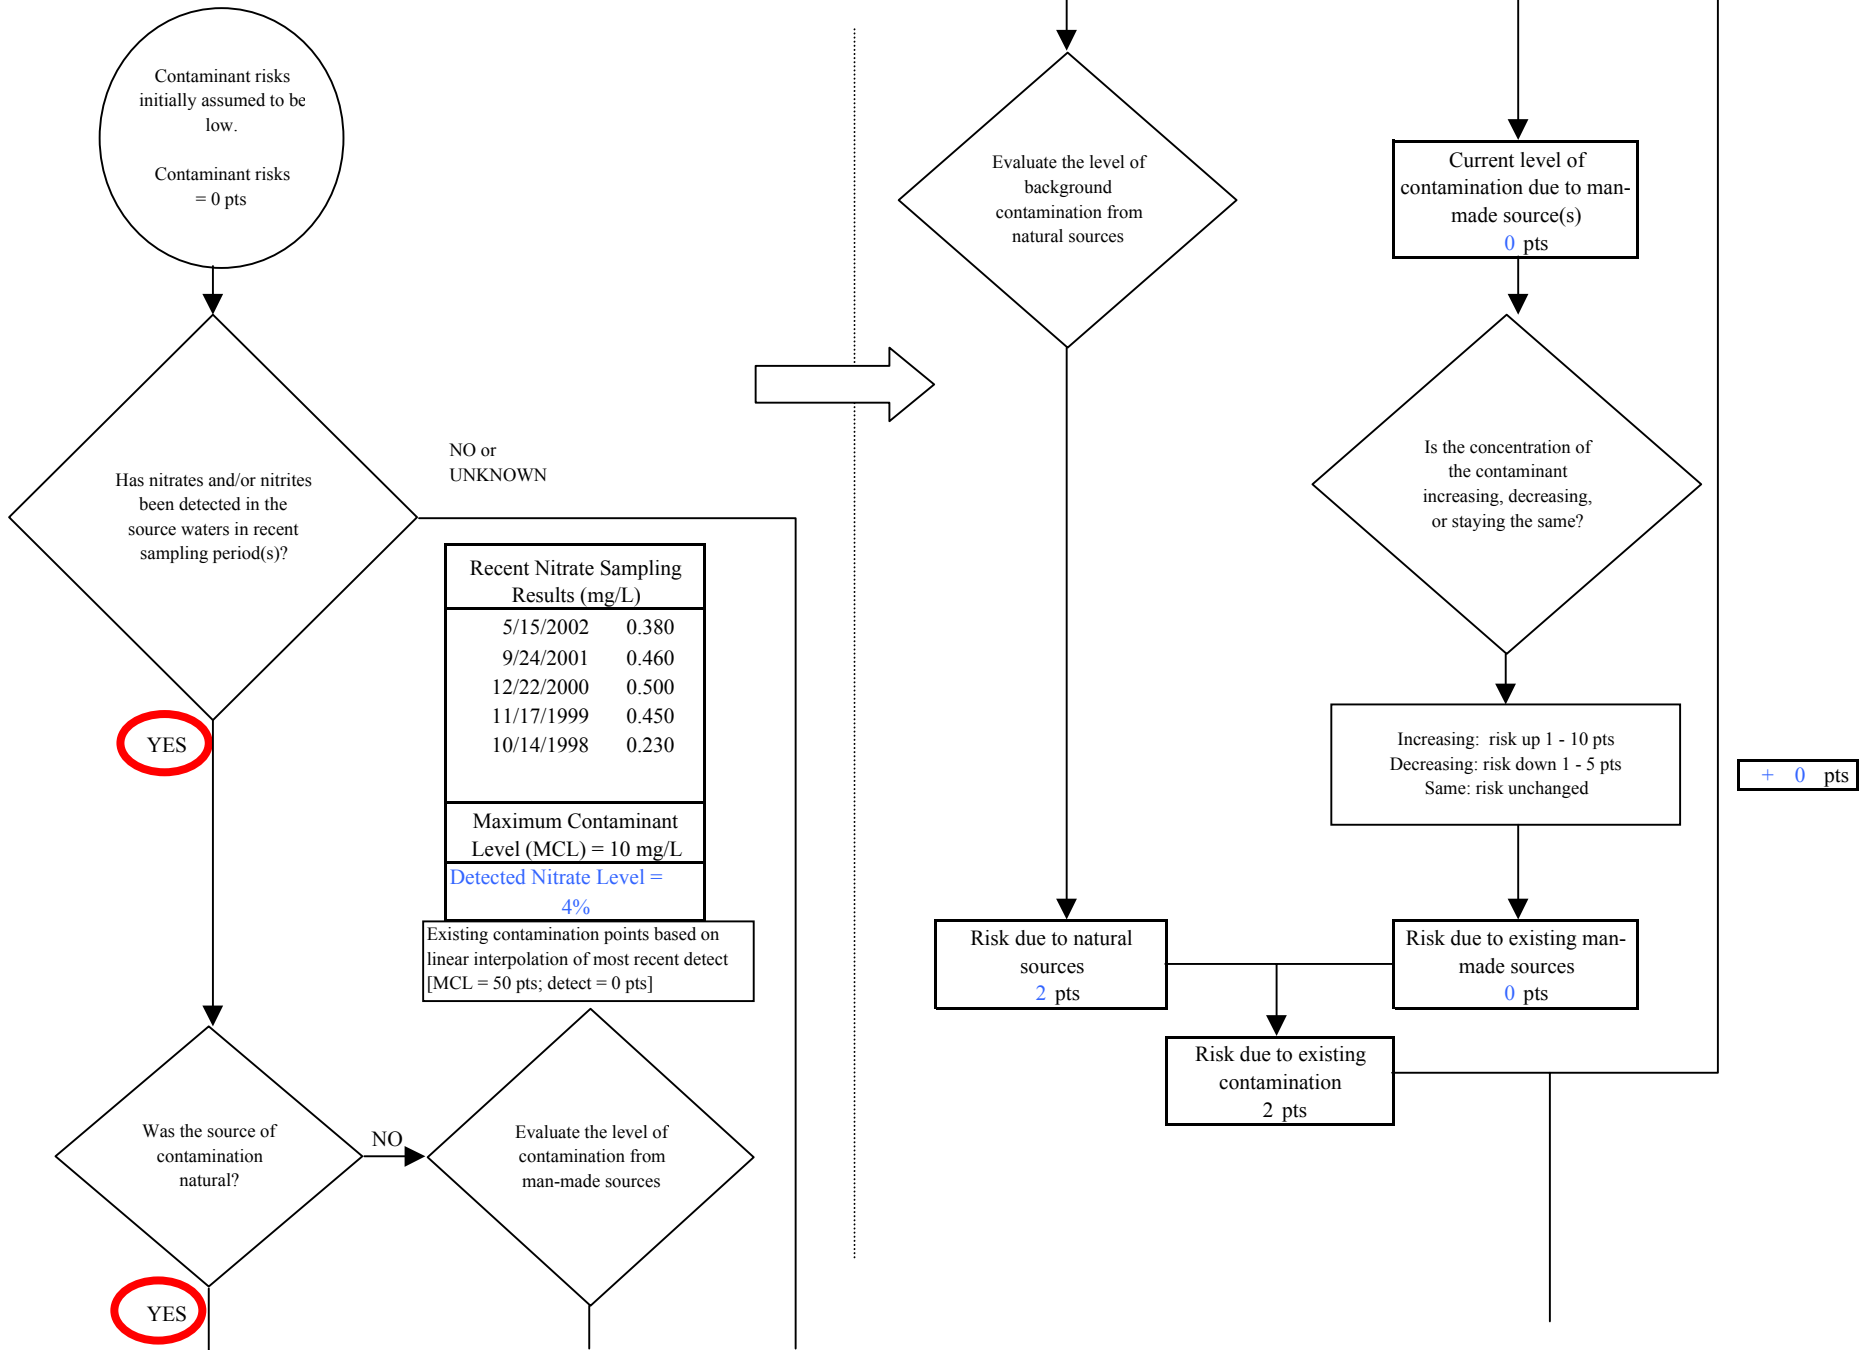 Contaminant risks
initially assumed to be
low.
Contaminant risks
= 0 pts
Has nitrates and/or nitrites
been detected in the
source waters in recent
sampling period(s)?
NO or
UNKNOWN
YES
Recent Nitrate Sampling
Results (mg/L)
5/15/2002 0.380
9/24/2001 0.460
12/22/2000 0.500
11/17/1999 0.450
10/14/1998 0.230
Maximum Contaminant
Level (MCL) = 10 mg/L
Detected Nitrate Level =
4%
Existing contamination points based on
linear interpolation of most recent detect
[MCL = 50 pts; detect = 0 pts]
Was the source of
contamination
natural?
NO
Evaluate the level of
contamination from
man-made sources
YES
Evaluate the level of
background
contamination from
natural sources
Current level of
contamination due to man-
made source(s)
0 pts
Is the concentration of
the contaminant
increasing, decreasing,
or staying the same?
Increasing: risk up 1 - 10 pts
Decreasing: risk down 1 - 5 pts
Same: risk unchanged
+ 0 pts
Risk due to natural
sources
2 pts
Risk due to existing man-
made sources
0 pts
Risk due to existing
contamination
2 pts